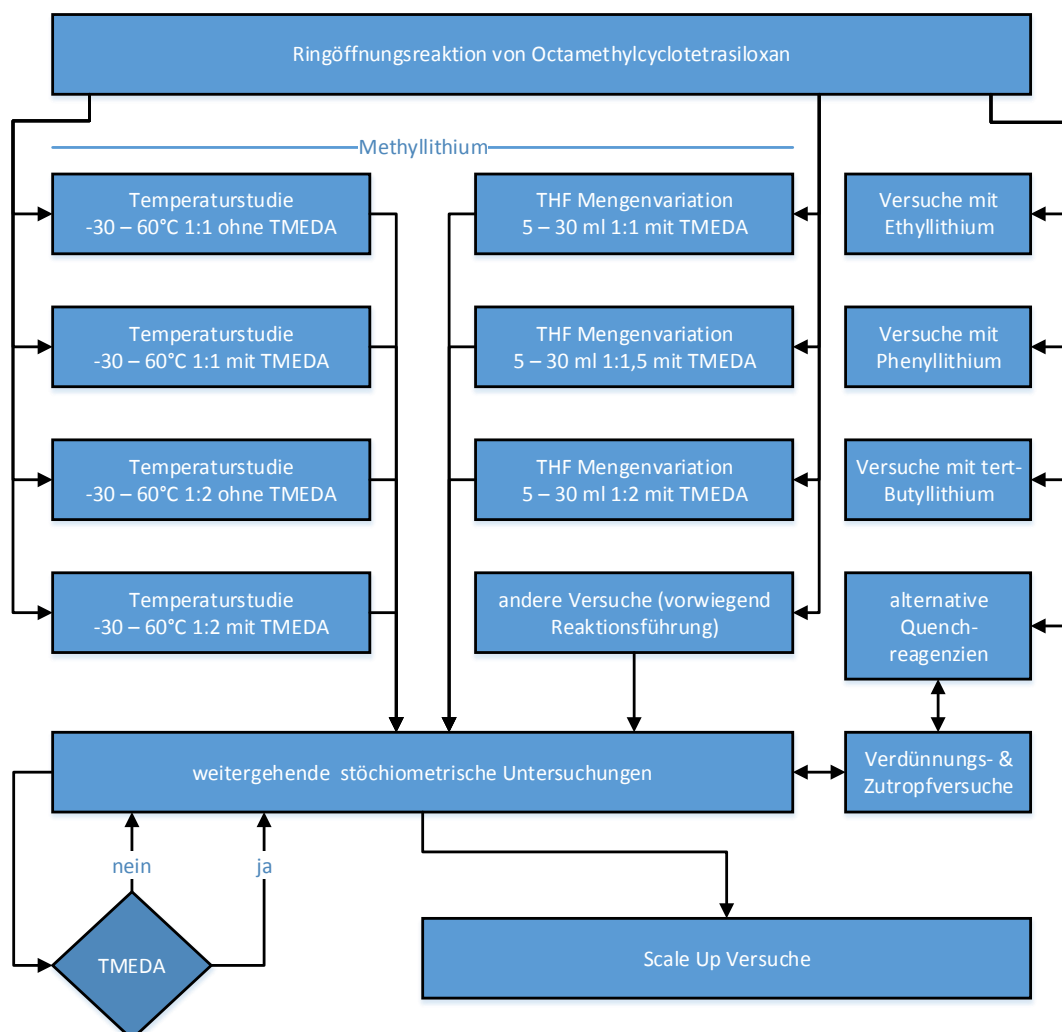 Ringöffnungsreaktion von Octamethylcyclotetrasiloxan
Methyllithium
Temperaturstudie
-30 – 60°C 1:1 ohne TMEDA
THF Mengenvariation
5 – 30 ml 1:1 mit TMEDA
Versuche mit
Ethyllithium
Temperaturstudie
-30 – 60°C 1:1 mit TMEDA
THF Mengenvariation
5 – 30 ml 1:1,5 mit TMEDA
Versuche mit
Phenyllithium
Temperaturstudie
-30 – 60°C 1:2 ohne TMEDA
THF Mengenvariation
5 – 30 ml 1:2 mit TMEDA
Versuche mit tert-
Butyllithium
Temperaturstudie
-30 – 60°C 1:2 mit TMEDA
andere Versuche (vorwiegend
Reaktionsführung)
alternative
Quench-
reagenzien
weitergehende stöchiometrische Untersuchungen
Verdünnungs- &
Zutropfversuche
nein
ja
TMEDA
Scale Up Versuche